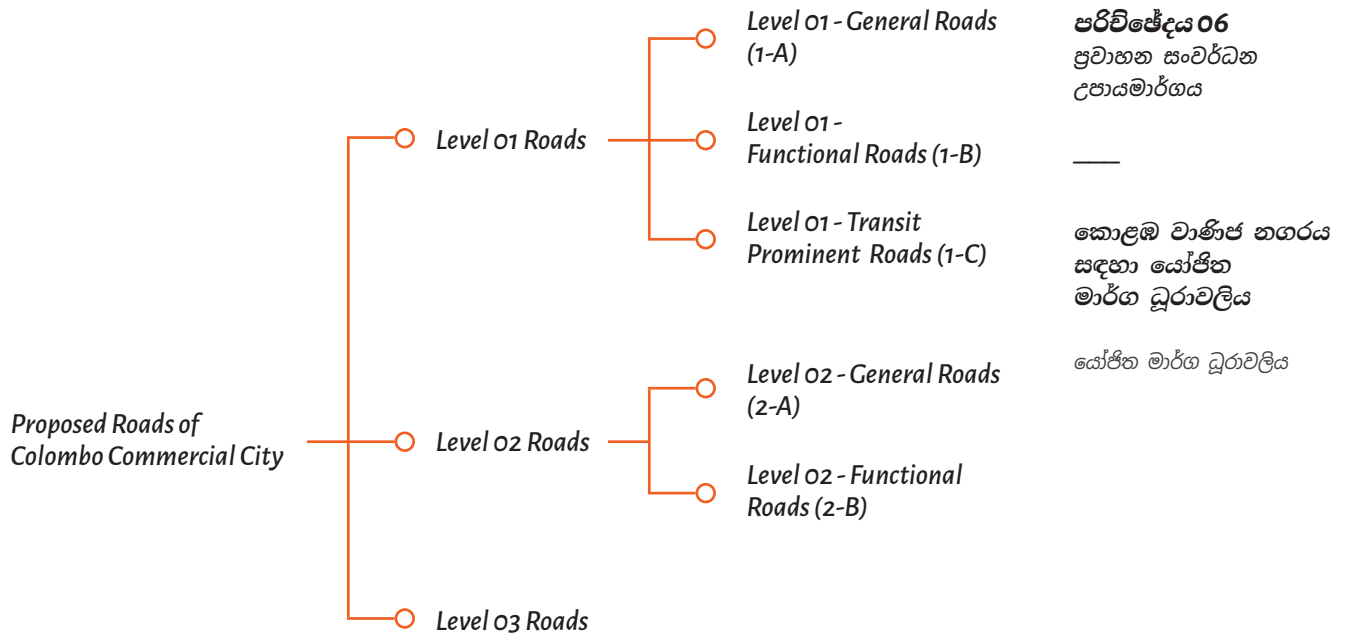 Proposed Roads of
Colombo Commercial City
Level 01 Roads
Level 01 - General Roads
(1-A)
Level 01 -
Functional Roads (1-B)
Level 01 - Transit
Prominent Roads (1-C)
Level 02 Roads
Level 02 - General Roads
(2-A)
Level 02 - Functional
Roads (2-B)
Level 03 Roads
පරිච්ඡේදය 06
ප්‍රවාහන සංවර්ධන
උපායමාර්ගය
කොළඹ වාණිජ නගරය
සඳහා යෝජිත
මාර්ග ධූරාවලිය
යෝජිත මාර්ග ධූරාවලිය